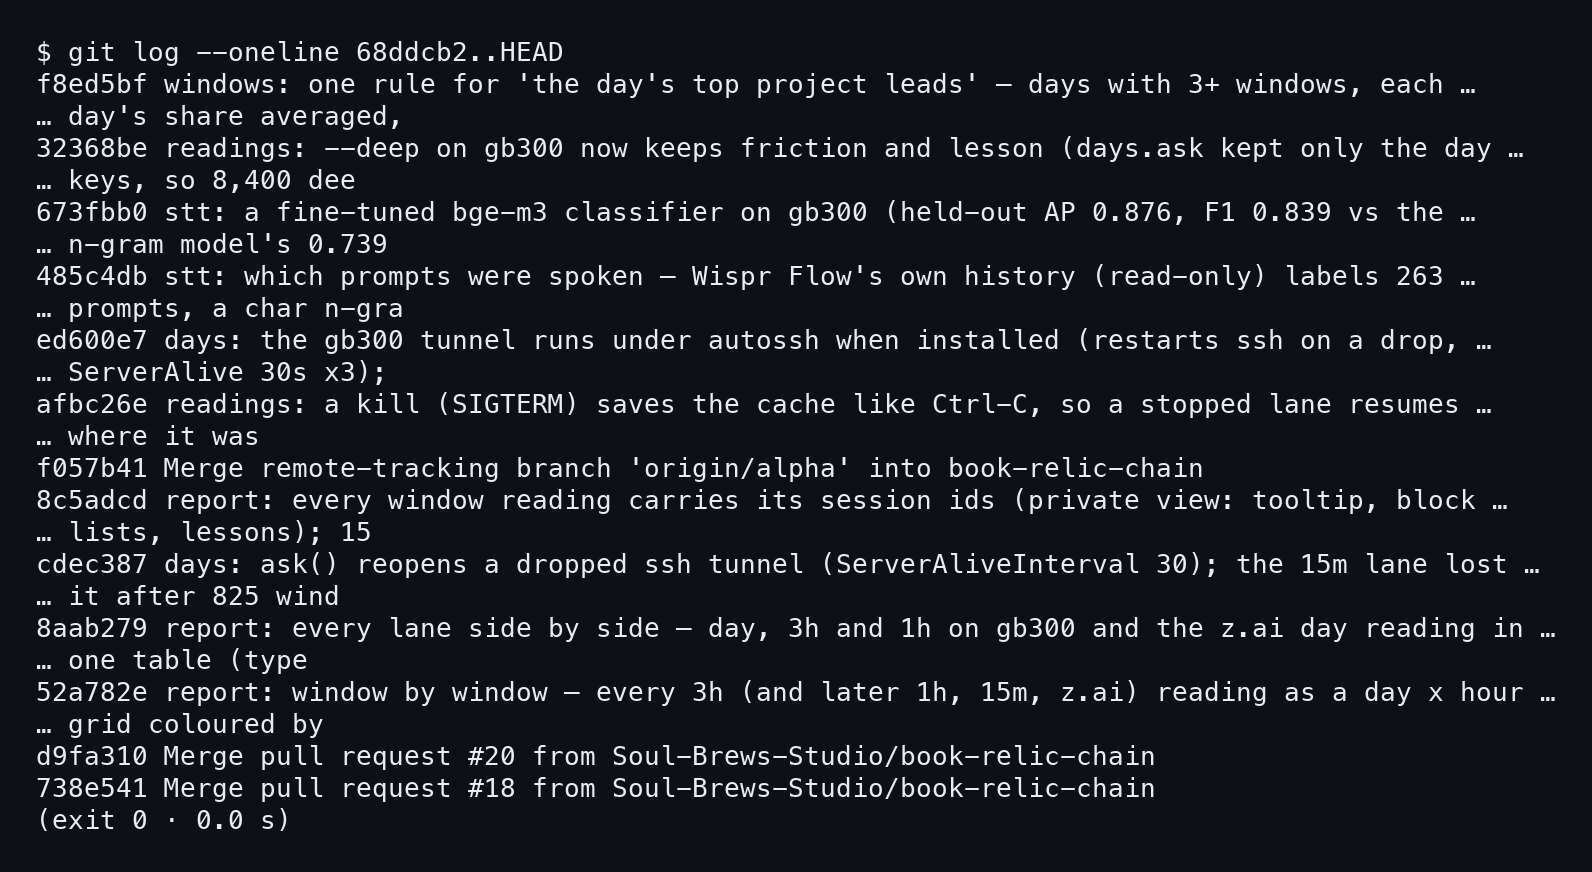 $ git log --oneline 68ddcb2..HEAD
f8ed5bf windows: one rule for 'the day's top project leads' — days with 3+ windows, each …
… day's share averaged,
32368be readings: --deep on gb300 now keeps friction and lesson (days.ask kept only the day …
… keys, so 8,400 dee
673fbb0 stt: a fine-tuned bge-m3 classifier on gb300 (held-out AP 0.876, F1 0.839 vs the …
… n-gram model's 0.739
485c4db stt: which prompts were spoken — Wispr Flow's own history (read-only) labels 263 …
… prompts, a char n-gra
ed600e7 days: the gb300 tunnel runs under autossh when installed (restarts ssh on a drop, …
… ServerAlive 30s x3);
afbc26e readings: a kill (SIGTERM) saves the cache like Ctrl-C, so a stopped lane resumes …
… where it was
f057b41 Merge remote-tracking branch 'origin/alpha' into book-relic-chain
8c5adcd report: every window reading carries its session ids (private view: tooltip, block …
… lists, lessons); 15
cdec387 days: ask() reopens a dropped ssh tunnel (ServerAliveInterval 30); the 15m lane lost …
… it after 825 wind
8aab279 report: every lane side by side — day, 3h and 1h on gb300 and the z.ai day reading in …
… one table (type
52a782e report: window by window — every 3h (and later 1h, 15m, z.ai) reading as a day x hour …
… grid coloured by
d9fa310 Merge pull request #20 from Soul-Brews-Studio/book-relic-chain
738e541 Merge pull request #18 from Soul-Brews-Studio/book-relic-chain
(exit 0 · 0.0 s)